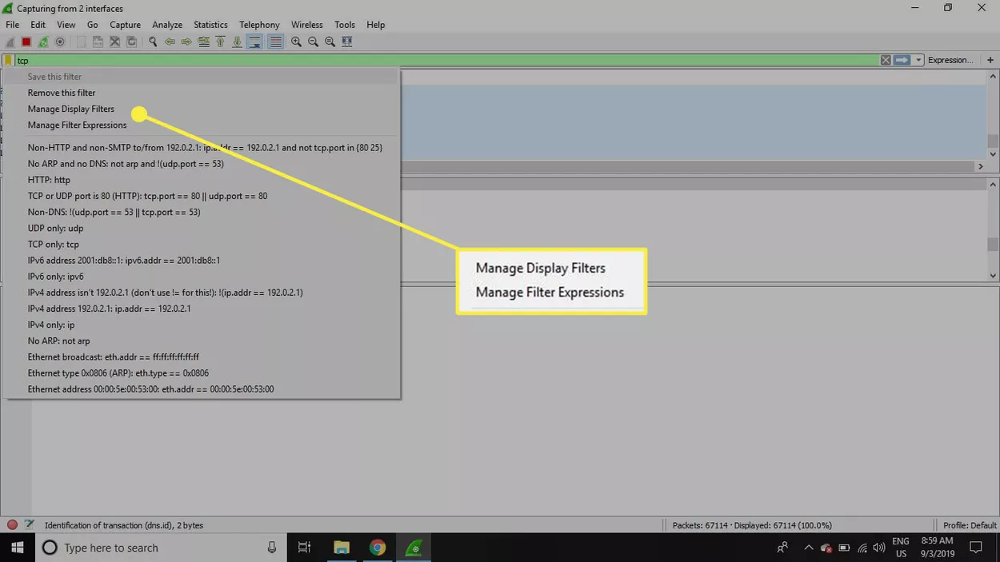 Capturing from 2 interfaces
File Edit View Go Capture Analyze Statistics Telephony Wireless Tools Help
tcp Expression... +
Save this filter
Remove this filter
Manage Display Filters
Manage Filter Expressions
Non-HTTP and non-SMTP to/from 192.0.2.1: ip.addr == 192.0.2.1 and not tcp.port in {80 25}
No ARP and no DNS: not arp and !(udp.port == 53)
HTTP: http
TCP or UDP port is 80 (HTTP): tcp.port == 80 || udp.port == 80
Non-DNS: !(udp.port == 53 || tcp.port == 53)
UDP only: udp
TCP only: tcp
IPv6 address 2001:db8::1: ipv6.addr == 2001:db8::1
IPv6 only: ipv6
IPv4 address isn't 192.0.2.1 (don't use != for this!): !(ip.addr == 192.0.2.1)
IPv4 address 192.0.2.1: ip.addr == 192.0.2.1
IPv4 only: ip
No ARP: not arp
Ethernet broadcast: eth.addr == ff:ff:ff:ff:ff:ff
Ethernet type 0x0806 (ARP): eth.type == 0x0806
Ethernet address 00:00:5e:00:53:00: eth.addr == 00:00:5e:00:53:00
Manage Display Filters
Manage Filter Expressions
Identification of transaction (dns.id), 2 bytes Packets: 67114 · Displayed: 67114 (100.0%) Profile: Default
Type here to search
ENG
US
8:59 AM
9/3/2019